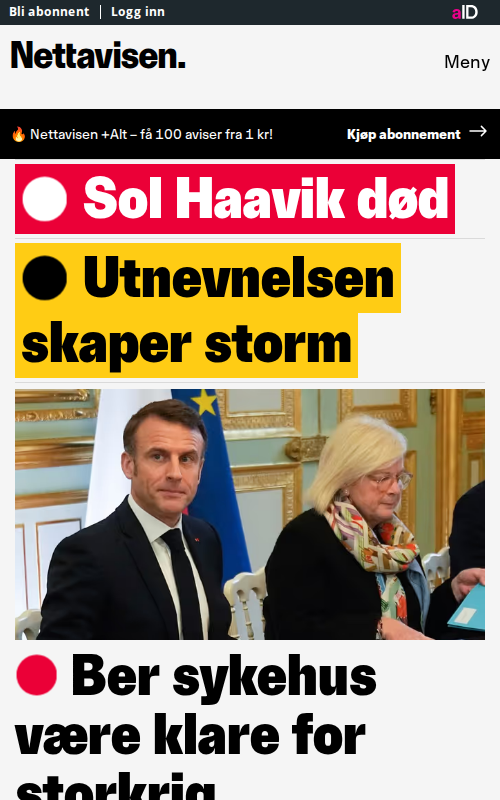 Bli abonnent | Logg inn
aID
Nettavisen.
Meny
🔥 Nettavisen +Alt – få 100 aviser fra 1 kr!
Kjøp abonnement →
Sol Haavik død
Utnevnelsen
skaper storm
Ber sykehus
være klare for
storkrig